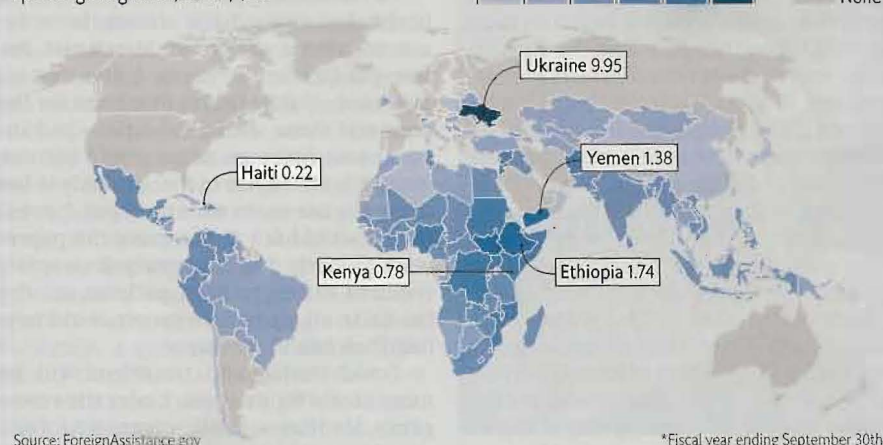 None
Ukraine 9.95
Yemen 1.38
Haiti 0.22
Kenya 0.78
Ethiopia 1.74
Source: ForeignAssistance.gov
*Fiscal year ending September 30th